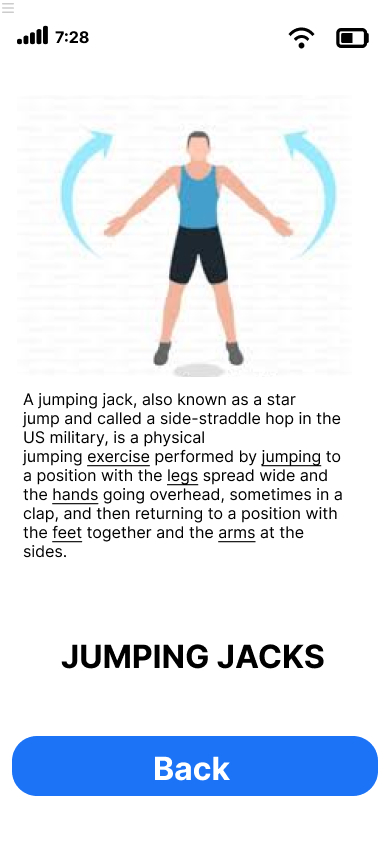 7:28
A jumping jack, also known as a star
jump and called a side-straddle hop in the
US military, is a physical
jumping exercise performed by jumping to
a position with the legs spread wide and
the hands going overhead, sometimes in a
clap, and then returning to a position with
the feet together and the arms at the
sides.
JUMPING JACKS
Back